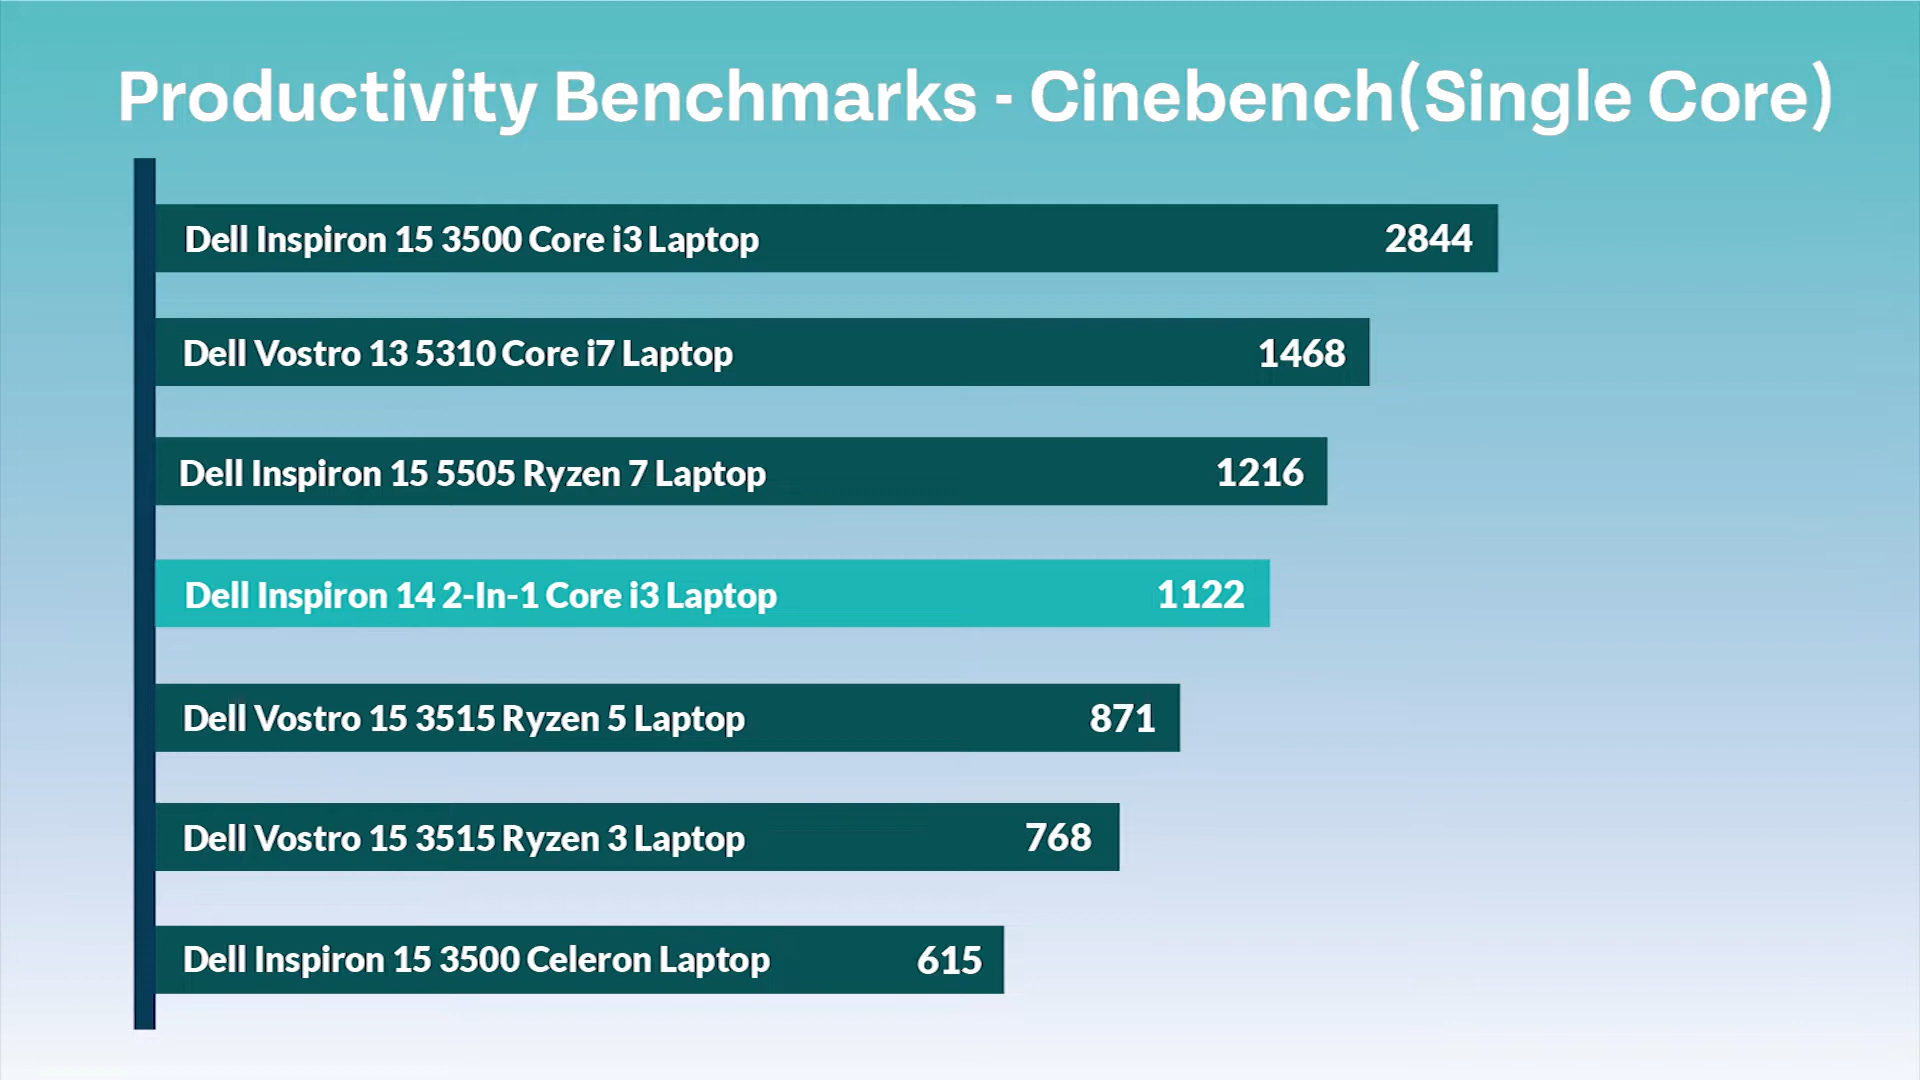 Productivity Benchmarks - Cinebench(Single Core)
Dell Inspiron 15 3500 Core i3 Laptop 2844
Dell Vostro 13 5310 Core i7 Laptop 1468
Dell Inspiron 15 5505 Ryzen 7 Laptop 1216
Dell Inspiron 14 2-In-1 Core i3 Laptop 1122
Dell Vostro 15 3515 Ryzen 5 Laptop 871
Dell Vostro 15 3515 Ryzen 3 Laptop 768
Dell Inspiron 15 3500 Celeron Laptop 615